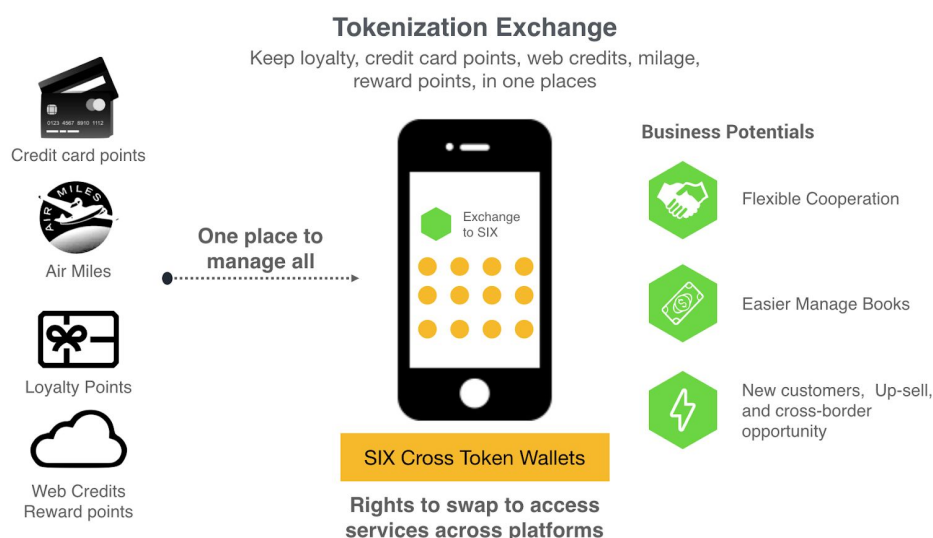 Tokenization Exchange
Keep loyalty, credit card points, web credits, milage,
reward points, in one places
0123 4567 8910 1112
Credit card points
AIR MILES
Air Miles
Loyalty Points
Web Credits
Reward points
One place to
manage all
Exchange
to SIX
SIX Cross Token Wallets
Rights to swap to access
services across platforms
Business Potentials
Flexible Cooperation
$
Easier Manage Books
New customers, Up-sell,
and cross-border
opportunity